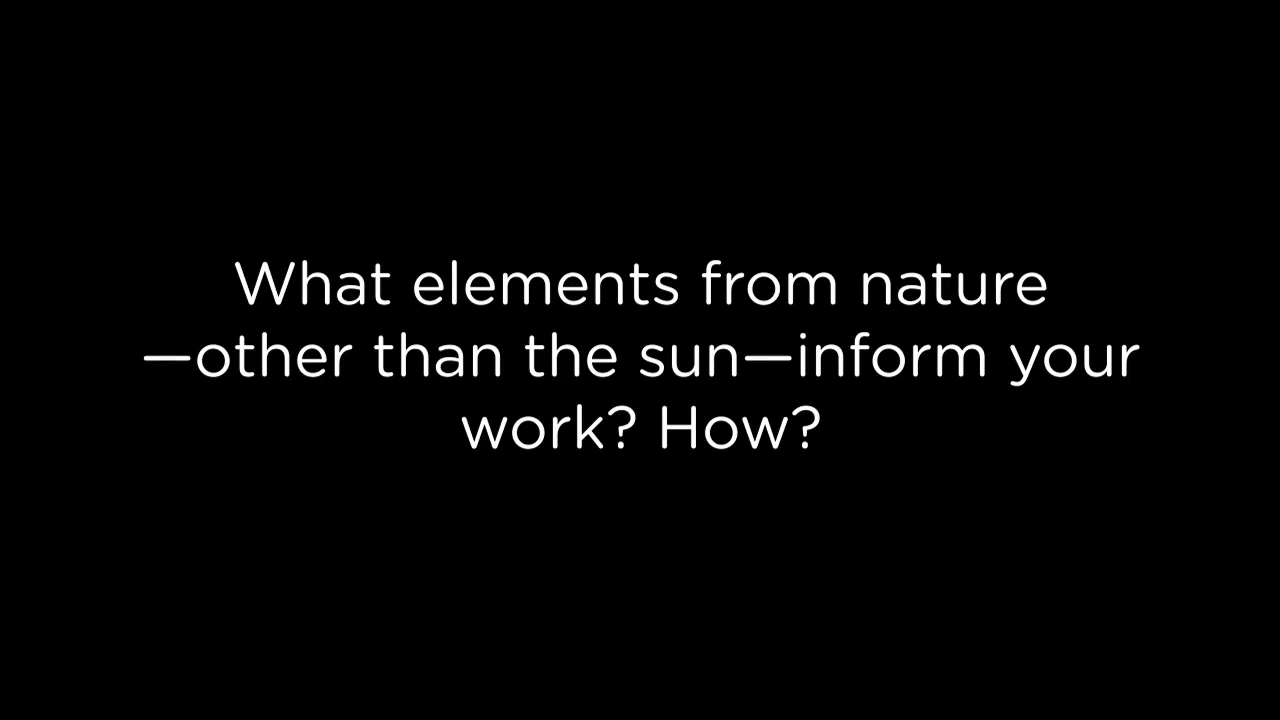 What elements from nature
—other than the sun—inform your
work? How?